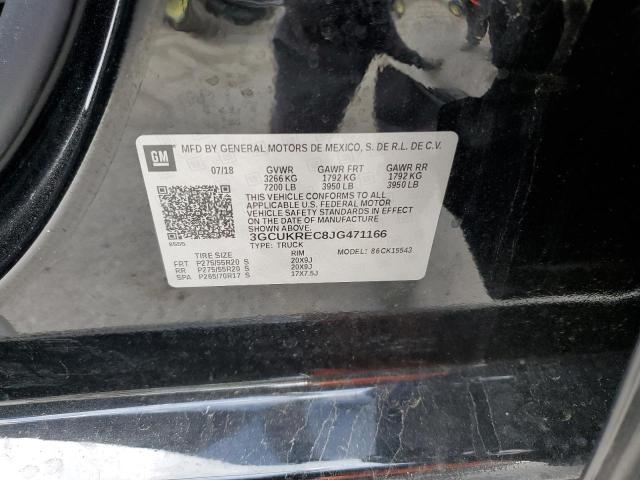 GM MFD BY GENERAL MOTORS DE MEXICO, S. DE R.L. DE C.V.
07/18 GVWR GAWR FRT GAWR RR
3266 KG 1792 KG 1792 KG
7200 LB 3950 LB 3950 LB
THIS VEHICLE CONFORMS TO ALL
APPLICABLE U.S. FEDERAL MOTOR
VEHICLE SAFETY STANDARDS IN
EFFECT ON THE DATE OF
MANUFACTURE SHOWN ABOVE.
3GCUKREC8JG471166
TYPE: TRUCK MODEL: 86CK15543
8555
TIRE SIZE RIM
FRT P275/55R20 S 20X9J
RR P275/55R20 S 20X9J
SPA P265/70R17 S 17X7.5J